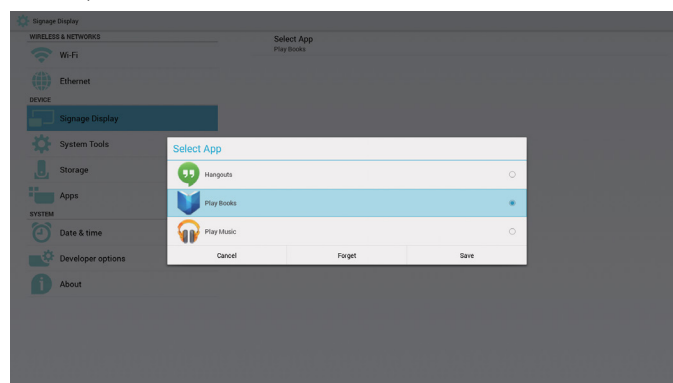 Signage Display
WIRELESS & NETWORKS
Wi-Fi
Ethernet
DEVICE
Signage Display
System Tools
Storage
Apps
SYSTEM
Date & time
Developer options
About
Select App
Play Books
Select App
Hangouts
Play Books
Play Music
Cancel Forget Save